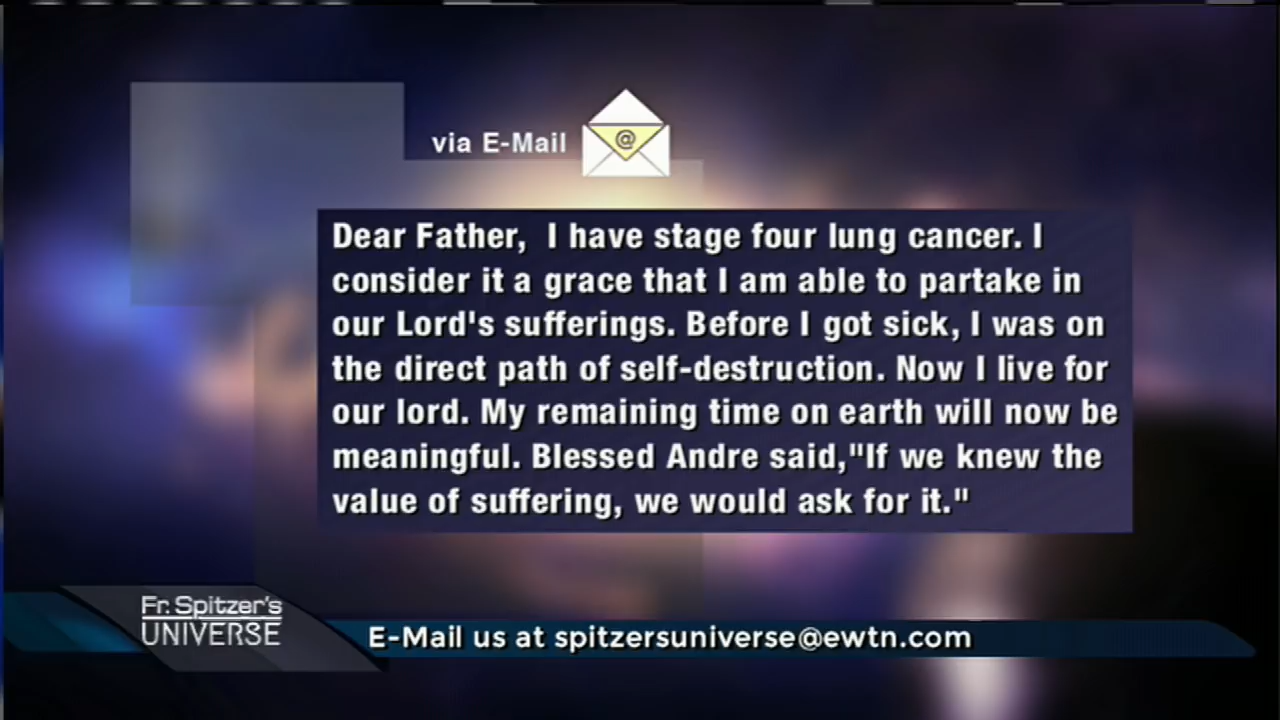 via E-Mail
@
Dear Father, I have stage four lung cancer. I
consider it a grace that I am able to partake in
our Lord's sufferings. Before I got sick, I was on
the direct path of self-destruction. Now I live for
our lord. My remaining time on earth will now be
meaningful. Blessed Andre said,"If we knew the
value of suffering, we would ask for it."
Fr. Spitzer's
UNIVERSE
E-Mail us at spitzersuniverse@ewtn.com